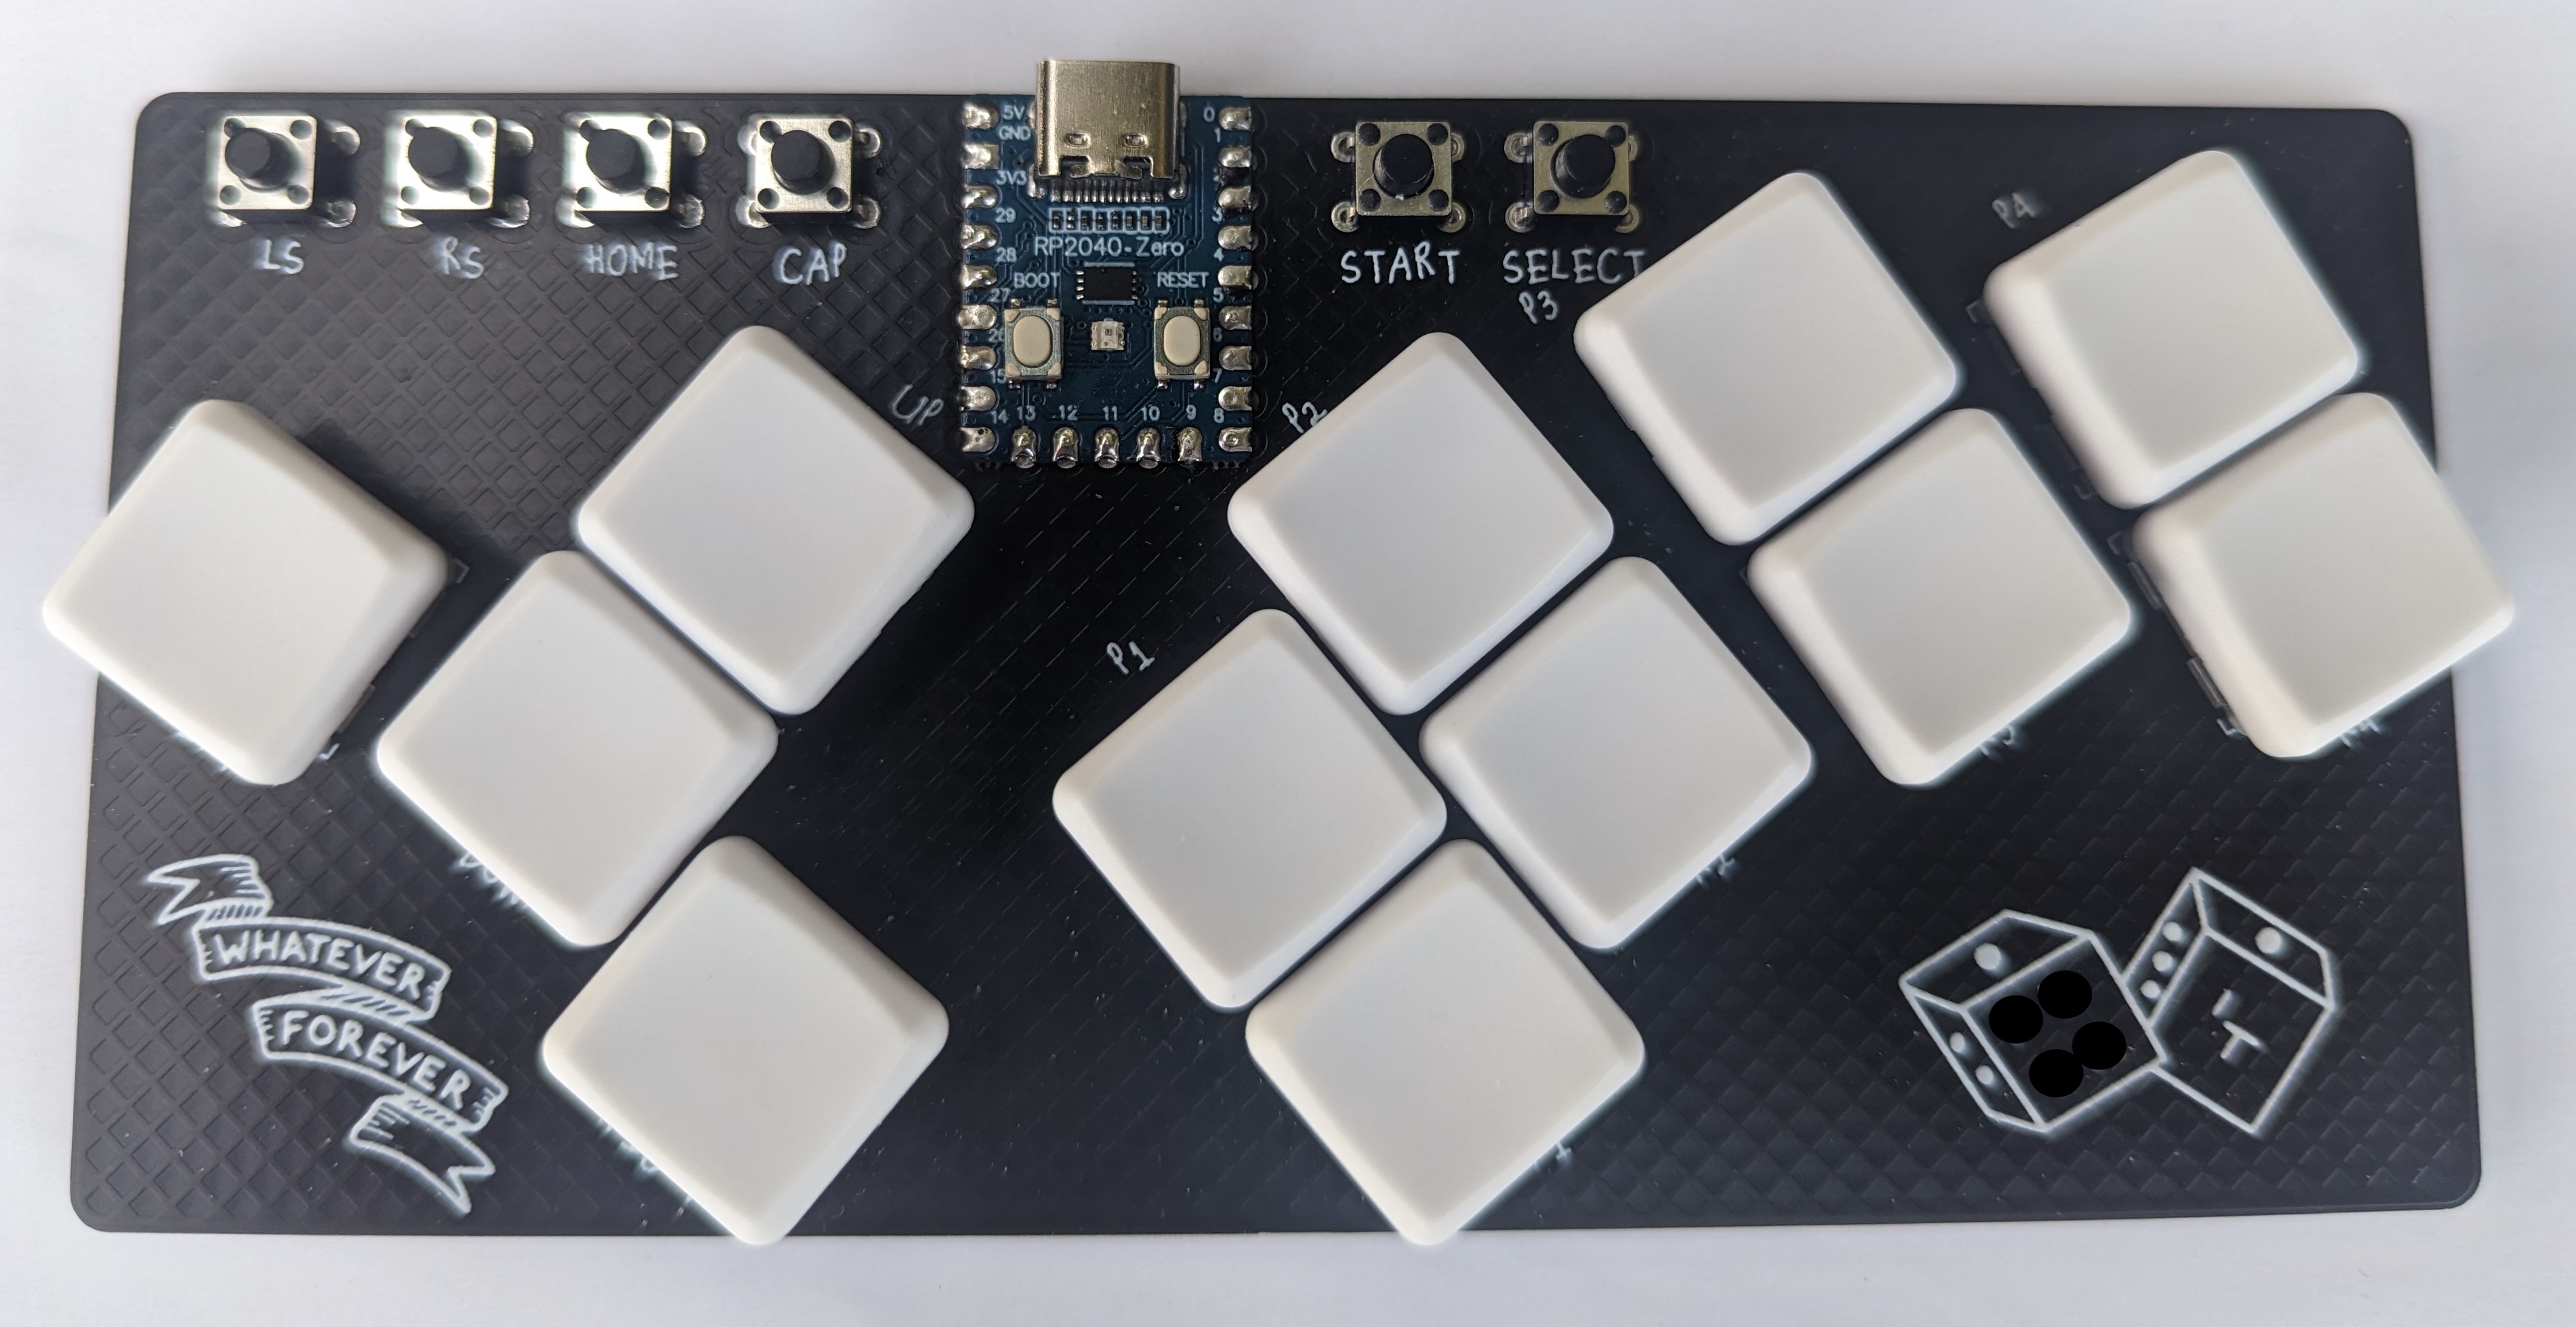 LS
RS
HOME
CAP
START
SELECT
5V
GND
3V3
29
28
27
26
15
14
13
12
11
10
9
8
7
6
5
4
3
1
0
RP2040-Zero
BOOT
RESET
UP
P1
P2
P3
P4
WHATEVER
FOREVER